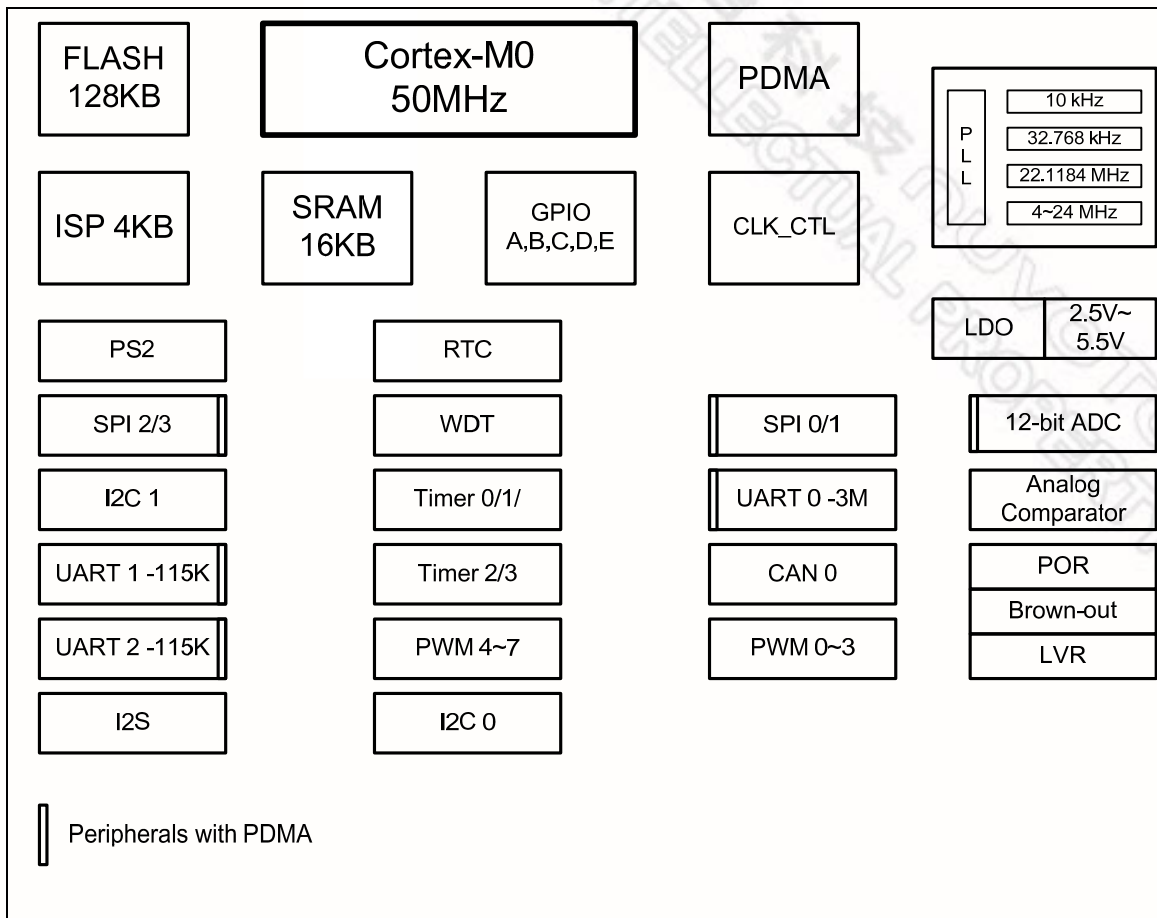 FLASH
128KB
Cortex-M0
50MHz
PDMA
P
L
L
10 kHz
32.768 kHz
22.1184 MHz
4~24 MHz
ISP 4KB
SRAM
16KB
GPIO
A,B,C,D,E
CLK_CTL
LDO
2.5V~
5.5V
PS2
RTC
SPI 2/3
WDT
SPI 0/1
12-bit ADC
I2C 1
Timer 0/1/
UART 0 -3M
Analog
Comparator
UART 1 -115K
Timer 2/3
CAN 0
POR
Brown-out
UART 2 -115K
PWM 4~7
PWM 0~3
LVR
I2S
I2C 0
Peripherals with PDMA